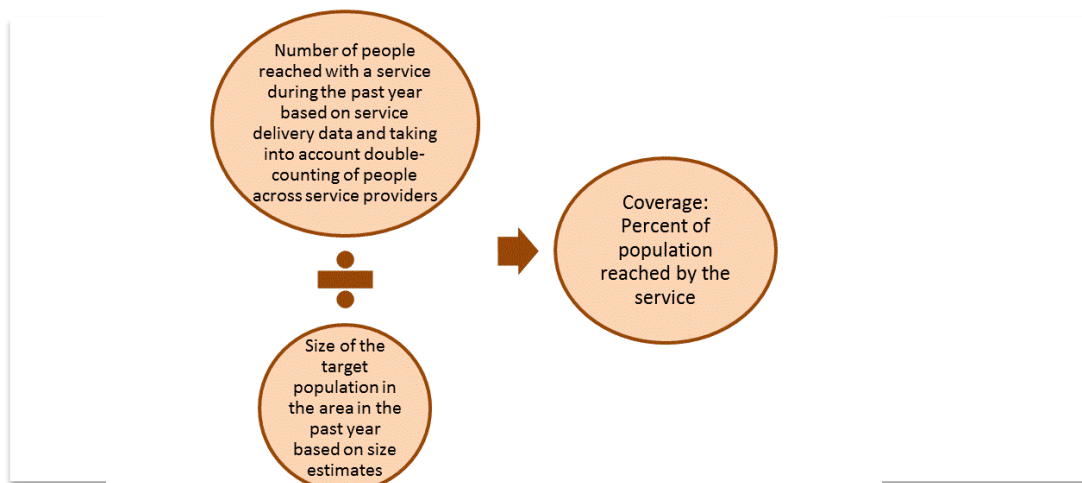 Number of people
reached with a service
during the past year
based on service
delivery data and taking
into account double-
counting of people
across service providers
Size of the
target
population in
the area in the
past year
based on size
estimates
Coverage:
Percent of
population
reached by the
service